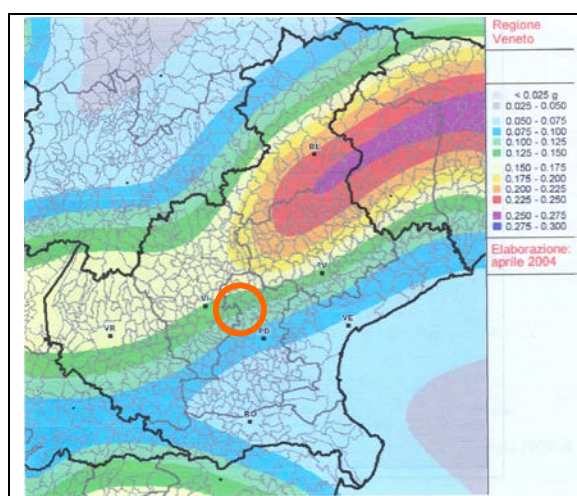 Regione
Veneto
< 0.025 g
0.025 - 0.050
0.050 - 0.075
0.075 - 0.100
0.100 - 0.125
0.125 - 0.150
0.150 - 0.175
0.175 - 0.200
0.200 - 0.225
0.225 - 0.250
0.250 - 0.275
0.275 - 0.300
Elaborazione:
aprile 2004
BL
TV
VI
VR
PD
VE
RO